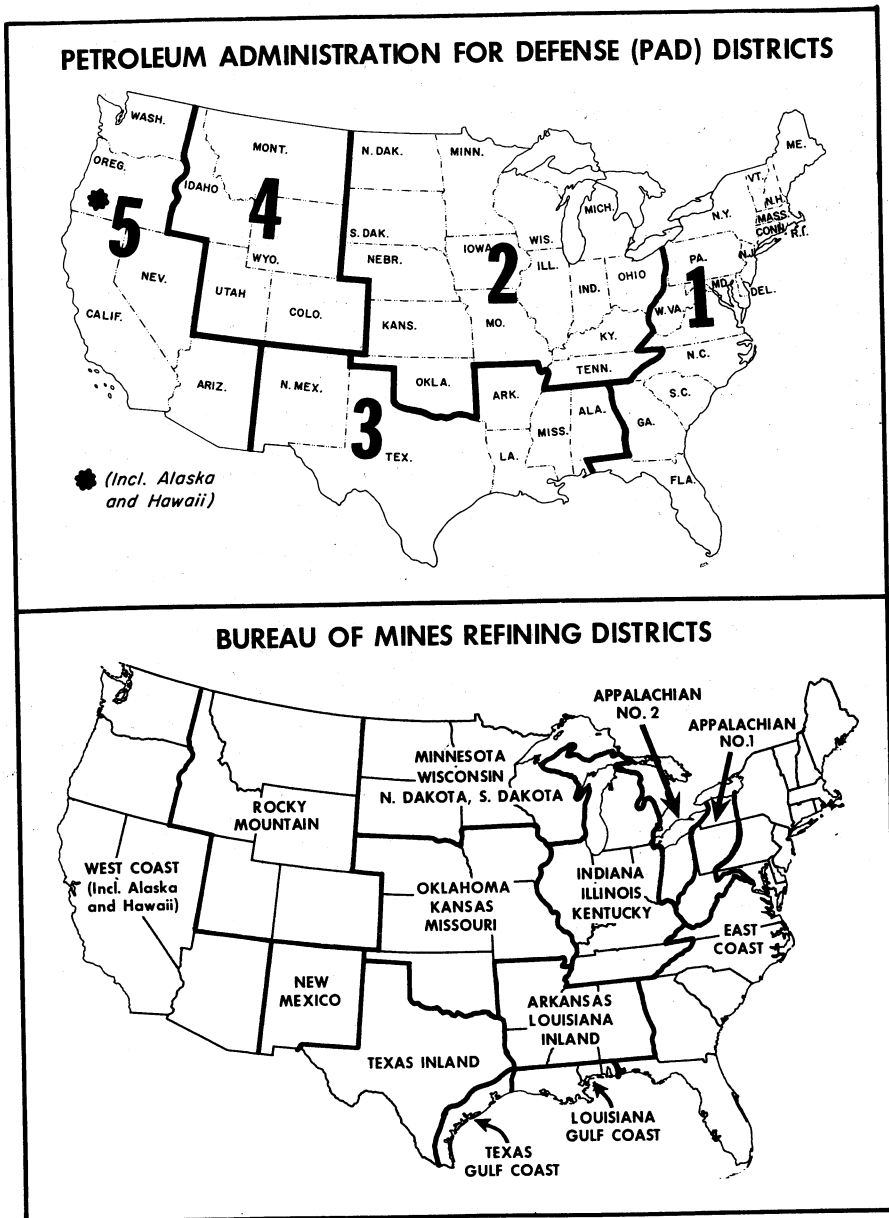 PETROLEUM ADMINISTRATION FOR DEFENSE (PAD) DISTRICTS
WASH.
MONT.
N. DAK.
MINN.
ME.
OREG.
IDAHO
VT.
N.H.
MICH.
N.Y.
MASS.
CONN.
R.I.
5
4
S. DAK.
WYO.
NEBR.
IOWA
WIS.
ILL.
2
PA.
N.J.
OHIO
IND.
MD.
DEL.
NEV.
UTAH
COLO.
W. VA.
1
CALIF.
KANS.
MO.
KY.
N.C.
TENN.
ARIZ.
N. MEX.
OKLA.
ARK.
S.C.
3
TEX.
MISS.
ALA.
GA.
LA.
FLA.
(Incl. Alaska
and Hawaii)
BUREAU OF MINES REFINING DISTRICTS
APPALACHIAN
NO. 2
APPALACHIAN
NO.1
MINNESOTA
WISCONSIN
N. DAKOTA, S. DAKOTA
ROCKY
MOUNTAIN
WEST COAST
(Incl. Alaska
and Hawaii)
OKLAHOMA
KANSAS
MISSOURI
INDIANA
ILLINOIS
KENTUCKY
EAST
COAST
NEW
MEXICO
ARKANSAS
LOUISIANA
INLAND
TEXAS INLAND
LOUISIANA
GULF COAST
TEXAS
GULF COAST